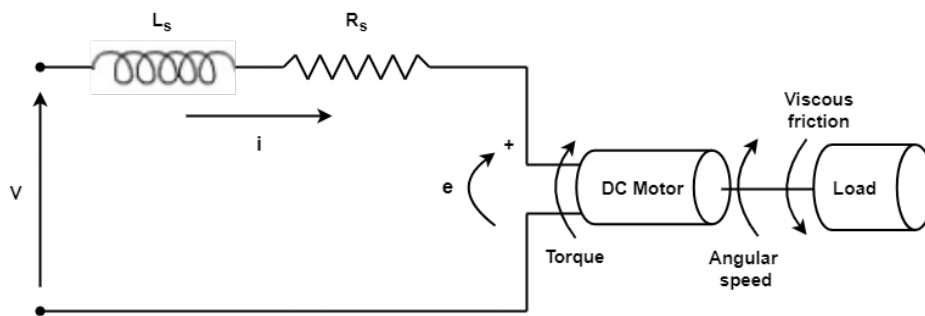 Ls
Rs
i
V
+
e
Torque
DC Motor
Angular
speed
Viscous
friction
Load